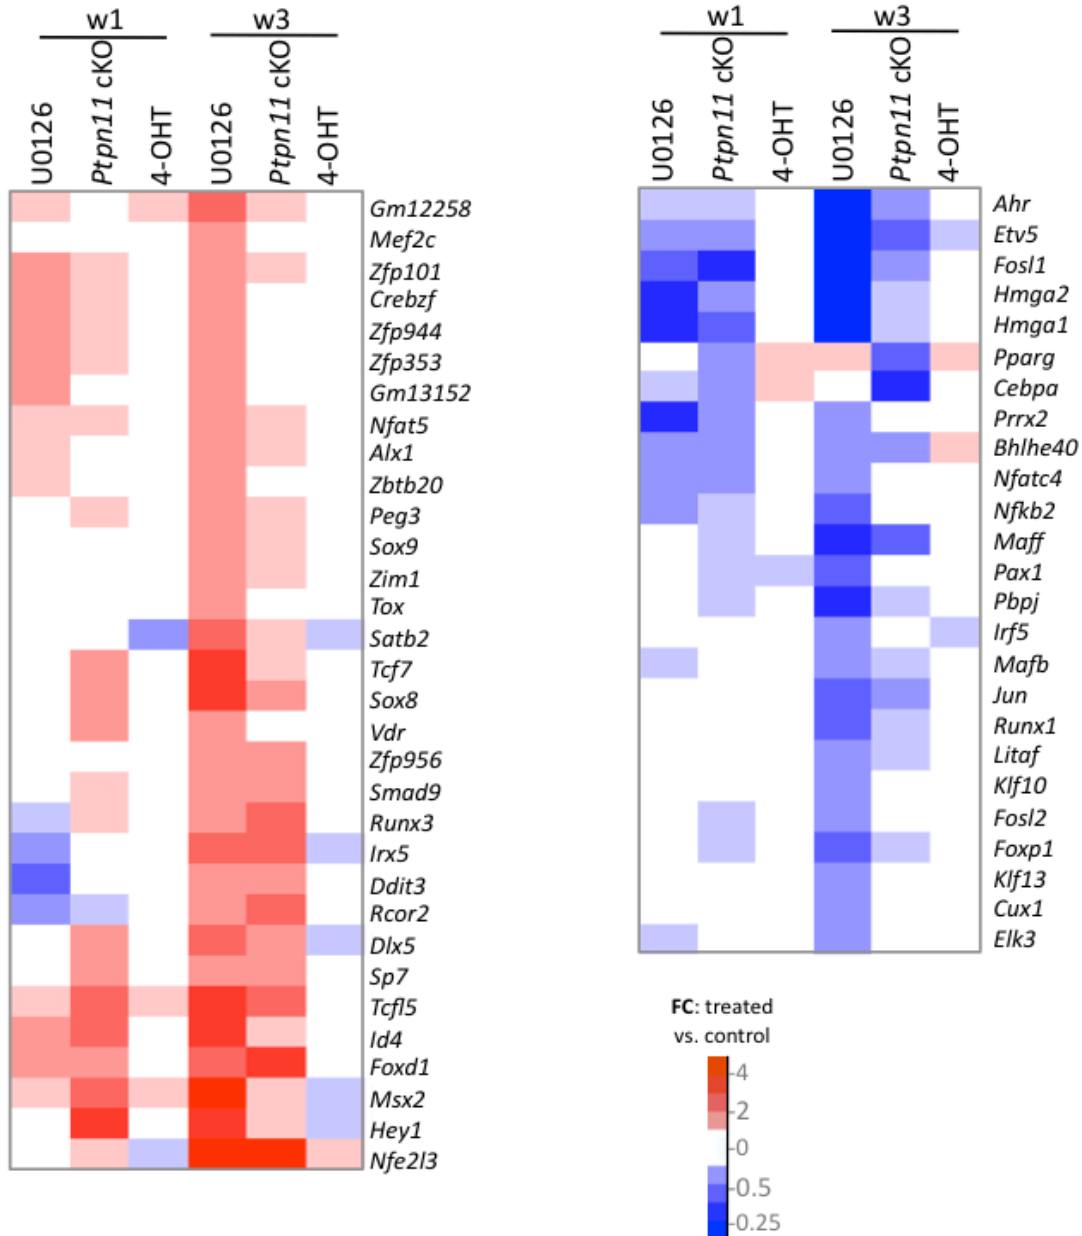 w1 w3
U0126 Ptpn11 cKO 4-OHT U0126 Ptpn11 cKO 4-OHT
Gm12258
Mef2c
Zfp101
Crebzf
Zfp944
Zfp353
Gm13152
Nfat5
Alx1
Zbtb20
Peg3
Sox9
Zim1
Tox
Satb2
Tcf7
Sox8
Vdr
Zfp956
Smad9
Runx3
Irx5
Ddit3
Rcor2
Dlx5
Sp7
Tcfl5
Id4
Foxd1
Msx2
Hey1
Nfe2l3
w1 w3
U0126 Ptpn11 cKO 4-OHT U0126 Ptpn11 cKO 4-OHT
Ahr
Etv5
Fosl1
Hmga2
Hmga1
Pparg
Cebpa
Prrx2
Bhlhe40
Nfatc4
Nfkb2
Maff
Pax1
Pbpj
Irf5
Mafb
Jun
Runx1
Litaf
Klf10
Fosl2
Foxp1
Klf13
Cux1
Elk3
FC: treated
vs. control
-4
-2
-0
-0.5
-0.25